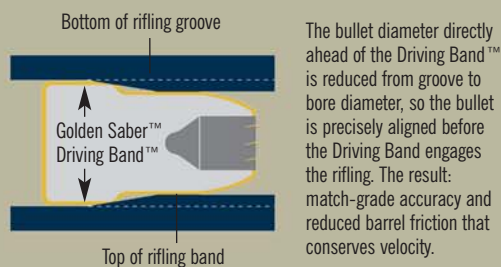 Bottom of rifling groove
Golden Saber™
Driving Band™
Top of rifling band
The bullet diameter directly
ahead of the Driving Band™
is reduced from groove to
bore diameter, so the bullet
is precisely aligned before
the Driving Band engages
the rifling. The result:
match-grade accuracy and
reduced barrel friction that
conserves velocity.